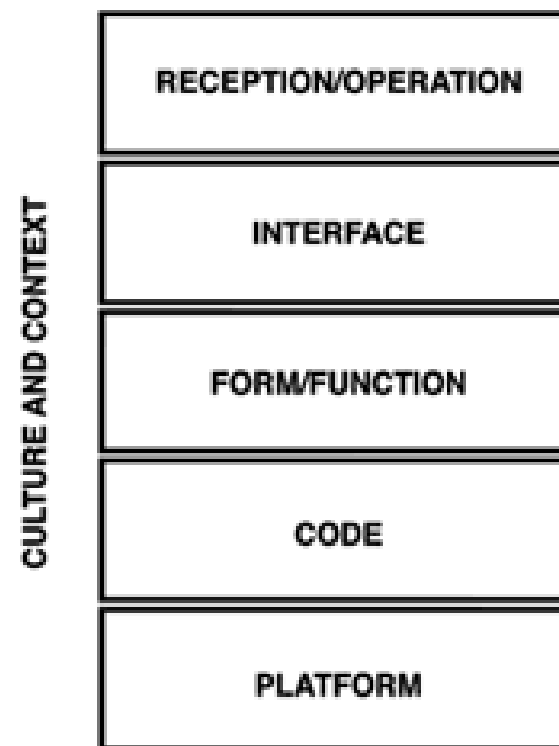 RECEPTION/OPERATION
INTERFACE
FORM/FUNCTION
CODE
PLATFORM
CULTURE AND CONTEXT